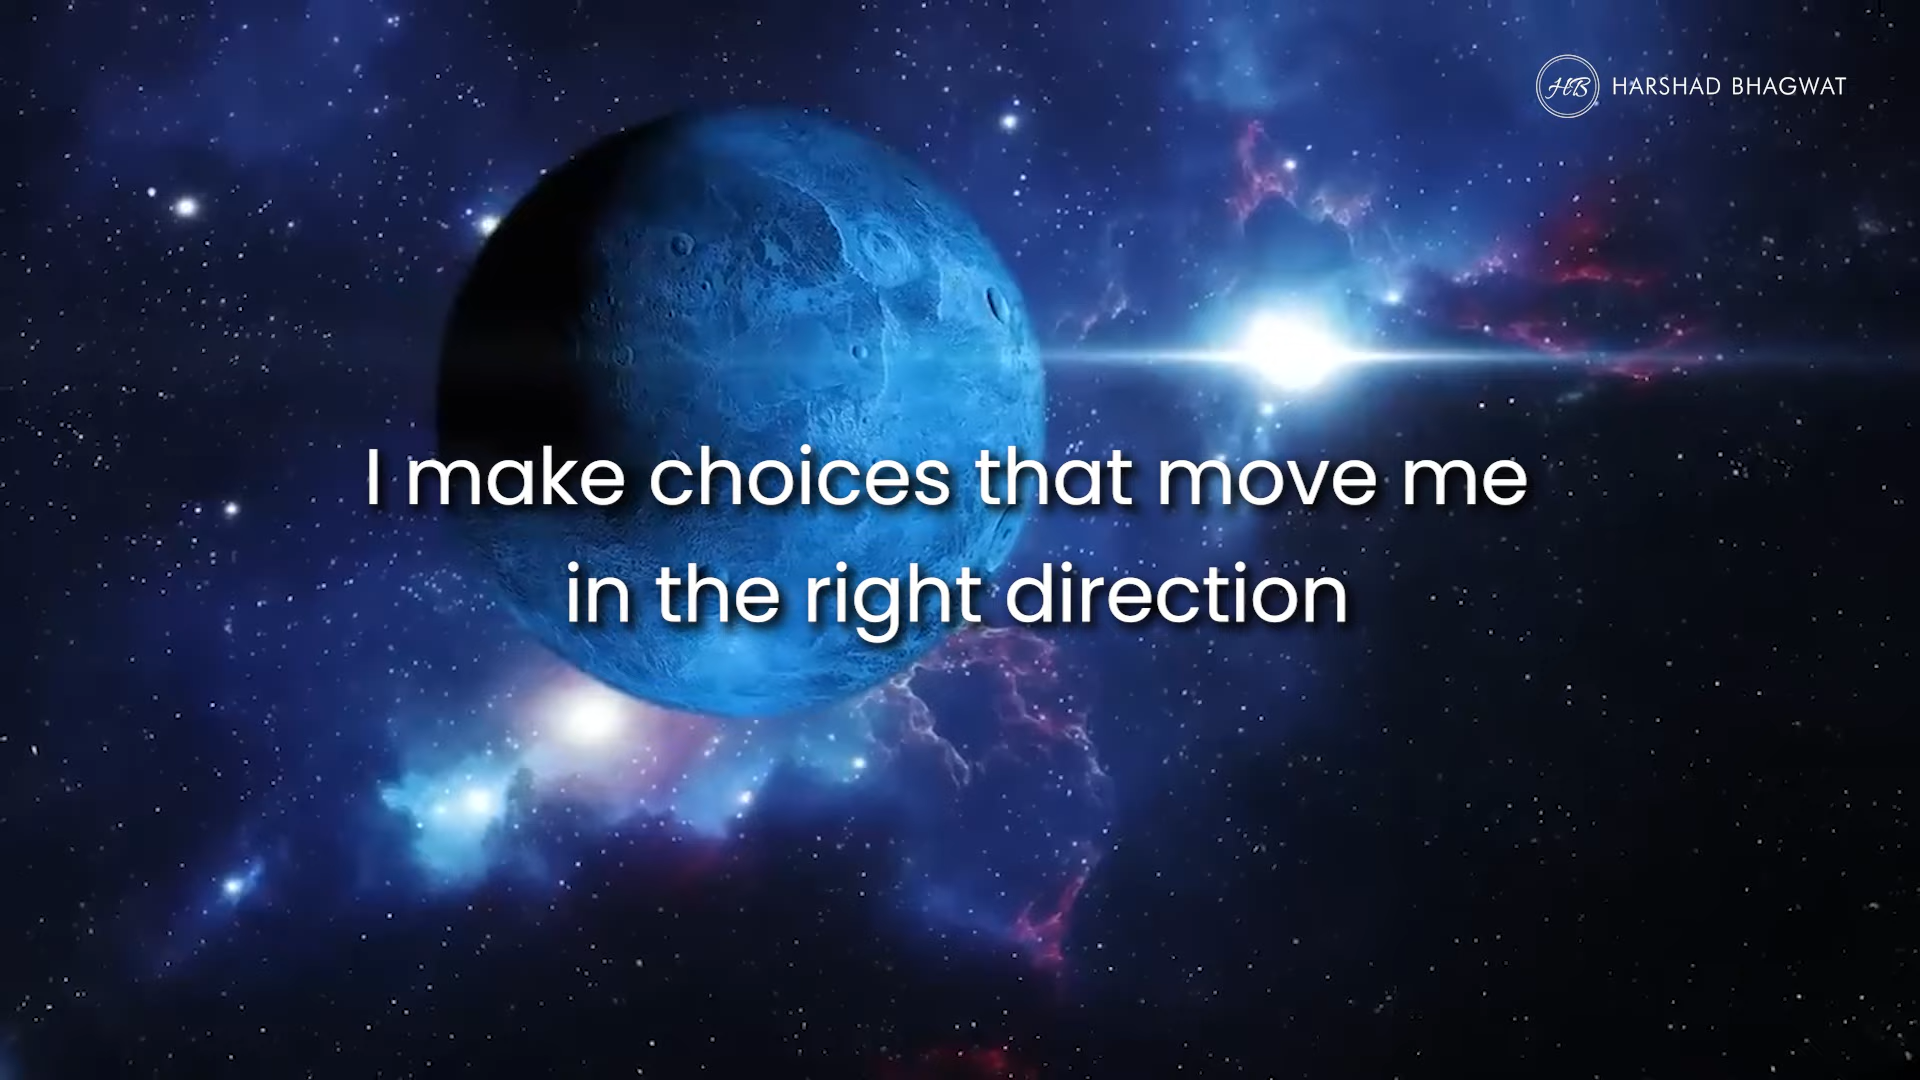 HB HARSHAD BHAGWAT
I make choices that move me
in the right direction